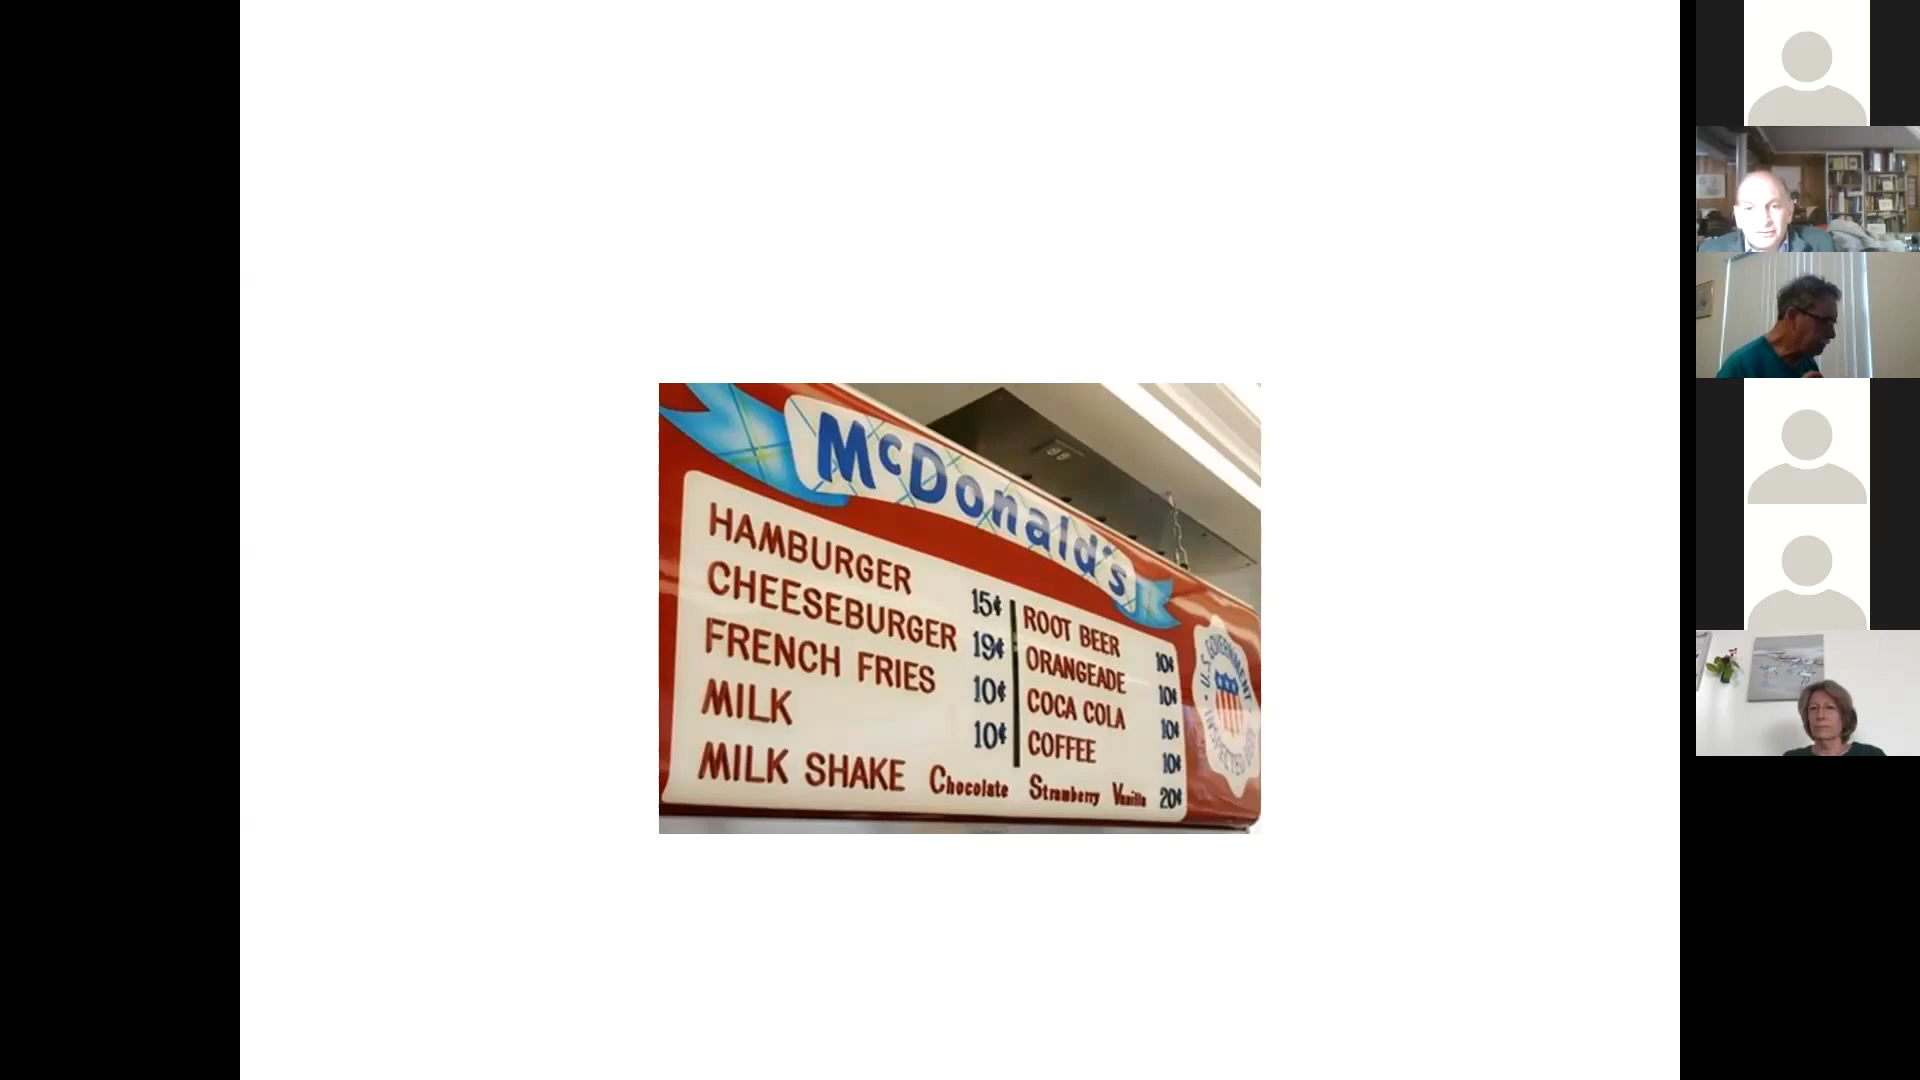 McDonald's
HAMBURGER 15¢
CHEESEBURGER 19¢
FRENCH FRIES 10¢
MILK 10¢
ROOT BEER 10¢
ORANGEADE 10¢
COCA COLA 10¢
COFFEE 10¢
MILK SHAKE Chocolate Strawberry Vanilla 20¢
U.S. GOVERNMENT
INSPECTED